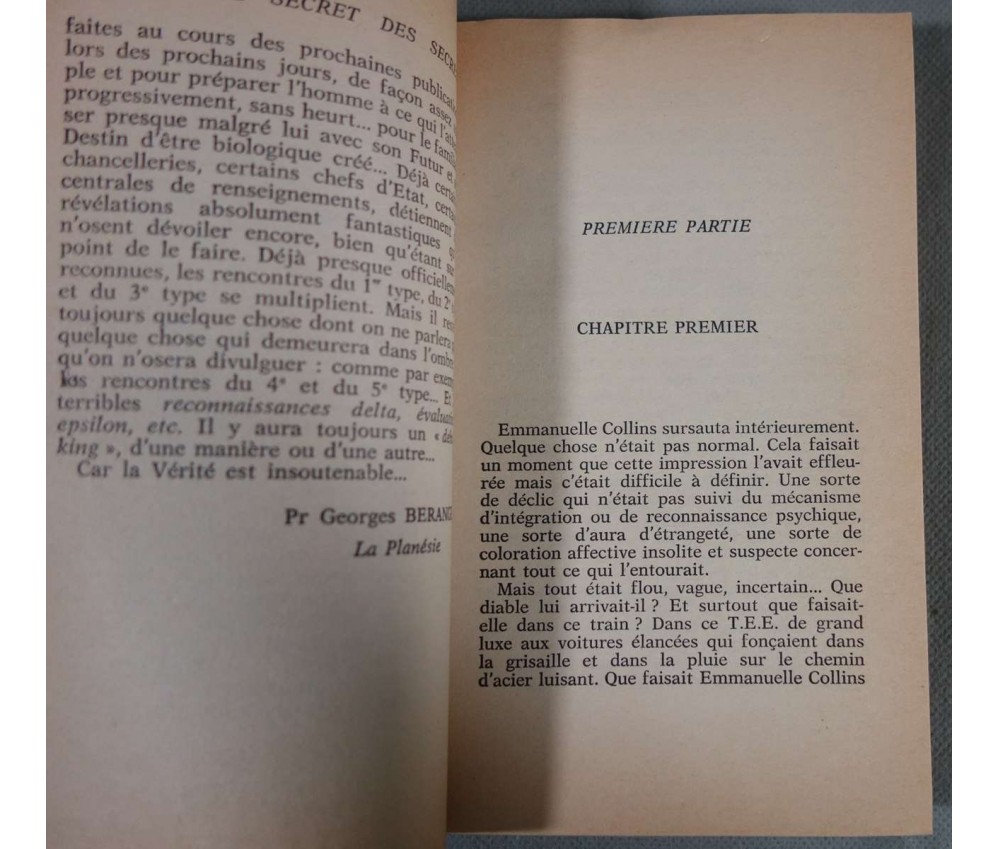 SECRET DES
faites au cours des prochaines
lors des prochains jours, de façon assez
ple et pour préparer l'homme à ce qui
progressivement, sans heurt... pour le
ser presque malgré lui avec son Futur
Destin d'être biologique créé... Déjà
chancelleries, certains chefs d'Etat,
centrales de renseignements, détiennent
révélations absolument fantastiques
n'osent dévoiler encore, bien qu'étant
point de le faire. Déjà presque
reconnues, les rencontres du 1er type, du 2e
et du 3e type se multiplient. Mais il
toujours quelque chose dont on ne parlera
quelque chose qui demeurera dans
qu'on n'osera divulguer : comme par
les rencontres du 4e et du 5e type...
terribles reconnaissances delta,
epsilon, etc. Il y aura toujours un «
king », d'une manière ou d'une autre...
Car la Vérité est insoutenable...
Pr Georges
La Planésie
PREMIERE PARTIE
CHAPITRE PREMIER
Emmanuelle Collins sursauta intérieurement.
Quelque chose n'était pas normal. Cela faisait
un moment que cette impression l'avait effleu-
rée mais c'était difficile à définir. Une sorte
de déclic qui n'était pas suivi du mécanisme
d'intégration ou de reconnaissance psychique,
une sorte d'aura d'étrangeté, une sorte de
coloration affective insolite et suspecte concer-
nant tout ce qui l'entourait.
Mais tout était flou, vague, incertain... Que
diable lui arrivait-il ? Et surtout que faisait-
elle dans ce train ? Dans ce T.E.E. de grand
luxe aux voitures élancées qui fonçaient dans
la grisaille et dans la pluie sur le chemin
d'acier luisant. Que faisait Emmanuelle Collins